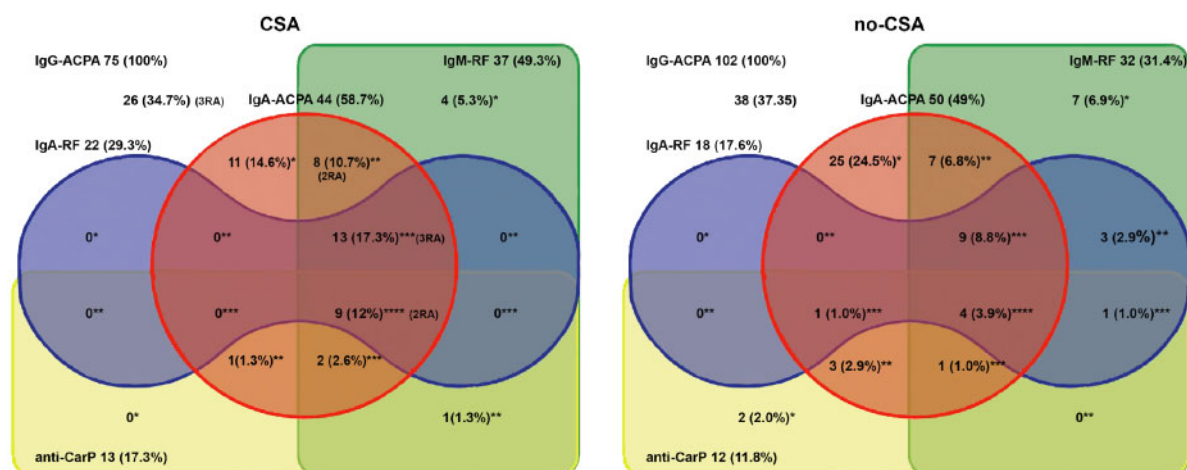 CSA
IgG-ACPA 75 (100%)
IgM-RF 37 (49.3%)
26 (34.7%) (3RA)
IgA-ACPA 44 (58.7%)
4 (5.3%)*
IgA-RF 22 (29.3%)
11 (14.6%)*
8 (10.7%)**
(2RA)
0*
0**
13 (17.3%)***(3RA)
0**
0**
0***
9 (12%)**** (2RA)
0***
1(1.3%)**
2 (2.6%)***
0*
1(1.3%)**
anti-CarP 13 (17.3%)
no-CSA
IgG-ACPA 102 (100%)
IgM-RF 32 (31.4%)
38 (37.35)
IgA-ACPA 50 (49%)
7 (6.9%)*
IgA-RF 18 (17.6%)
25 (24.5%)*
7 (6.8%)**
0*
0**
9 (8.8%)***
3 (2.9%)**
0**
1 (1.0%)***
4 (3.9%)****
1 (1.0%)***
3 (2.9%)**
1 (1.0%)***
2 (2.0%)*
0**
anti-CarP 12 (11.8%)